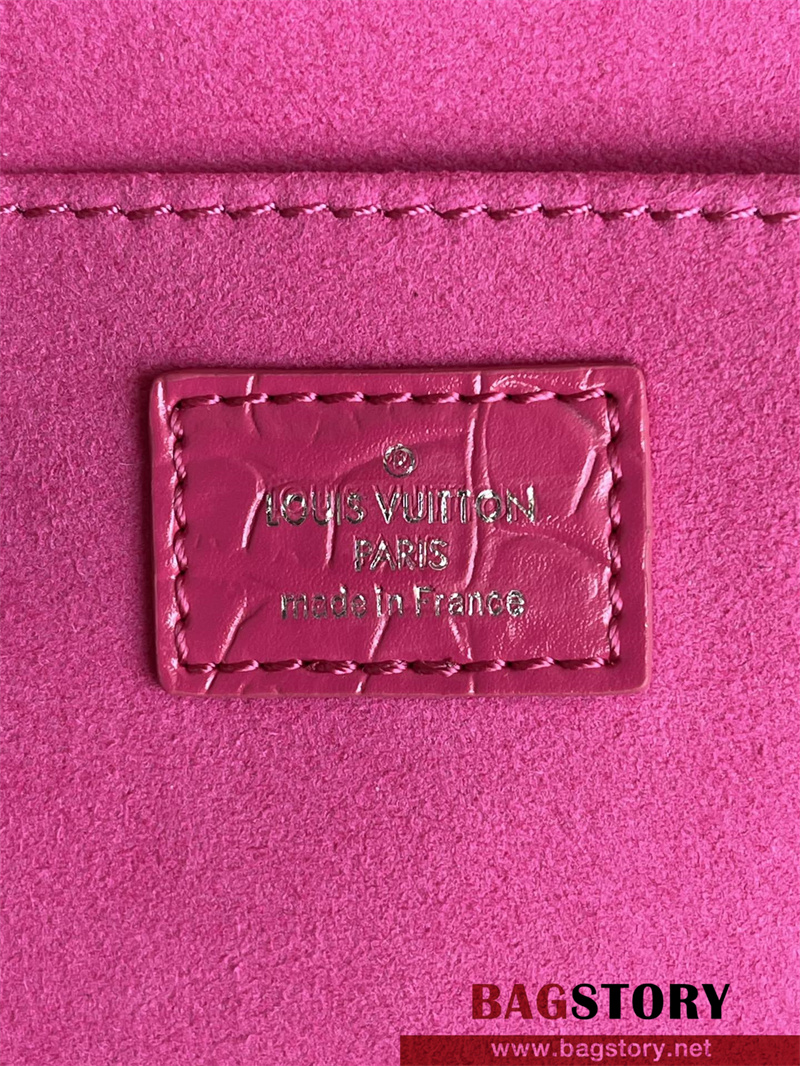 LOUIS VUITTON
PARIS
made in France
BAGSTORY
www.bagstory.net